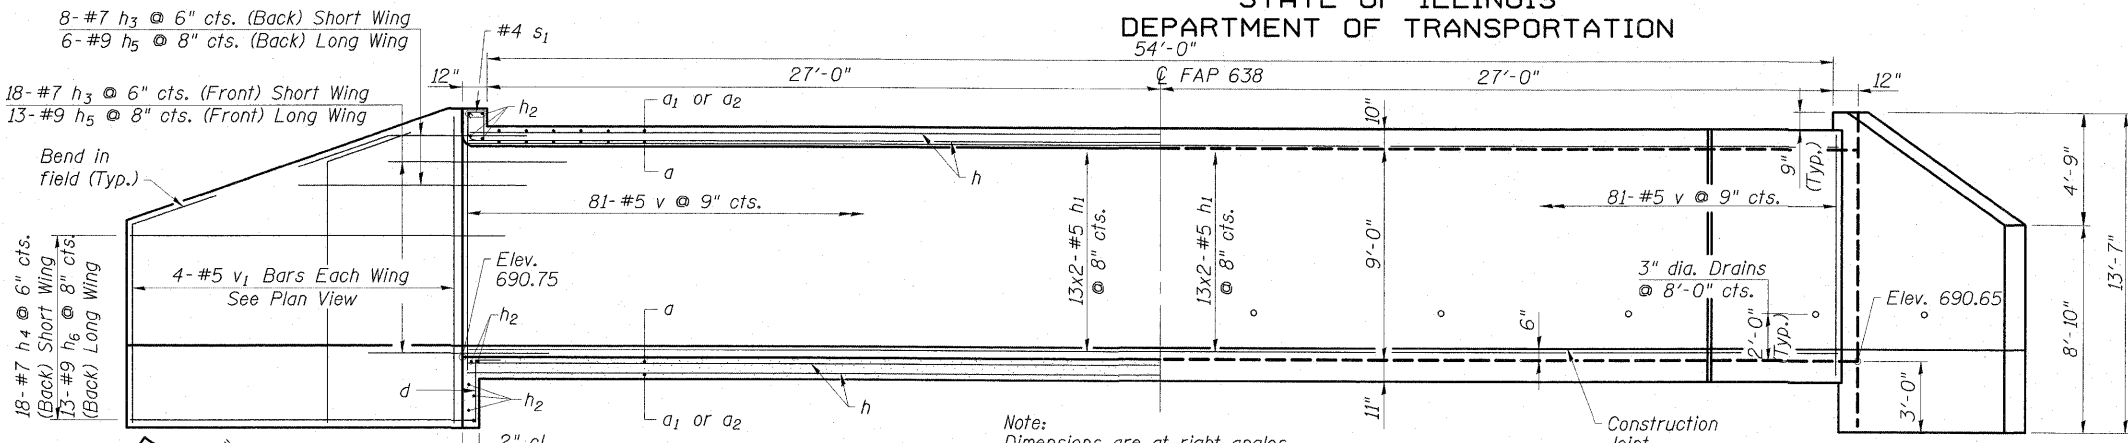 STATE OF ILLINOIS
DEPARTMENT OF TRANSPORTATION
8-#7 h3 @ 6" cts. (Back) Short Wing
6-#9 h5 @ 8" cts. (Back) Long Wing
#4 s1
54'-0"
12"
27'-0"
℄ FAP 638
27'-0"
12"
18-#7 h3 @ 6" cts. (Front) Short Wing
13-#9 h5 @ 8" cts. (Front) Long Wing
h2
a1 or a2
10"
Bend in
field (Typ.)
a
h
9"
(Typ.)
4'-9"
13'-7"
81-#5 v @ 9" cts.
81-#5 v @ 9" cts.
18-#7 h4 @ 6" cts.
(Back) Short Wing
13-#9 h6 @ 8" cts.
(Back) Long Wing
4-#5 v1 Bars Each Wing
See Plan View
Elev.
690.75
13x2-#5 h1
@ 8" cts.
13x2-#5 h1
@ 8" cts.
9'-0"
3" dia. Drains
@ 8'-0" cts.
Elev. 690.65
h2
a
6"
2'-0"
(Typ.)
8'-10"
d
h2
a1 or a2
h
11"
3'-0"
2" cl.
Note:
Dimensions are at right angles
Construction
Joint